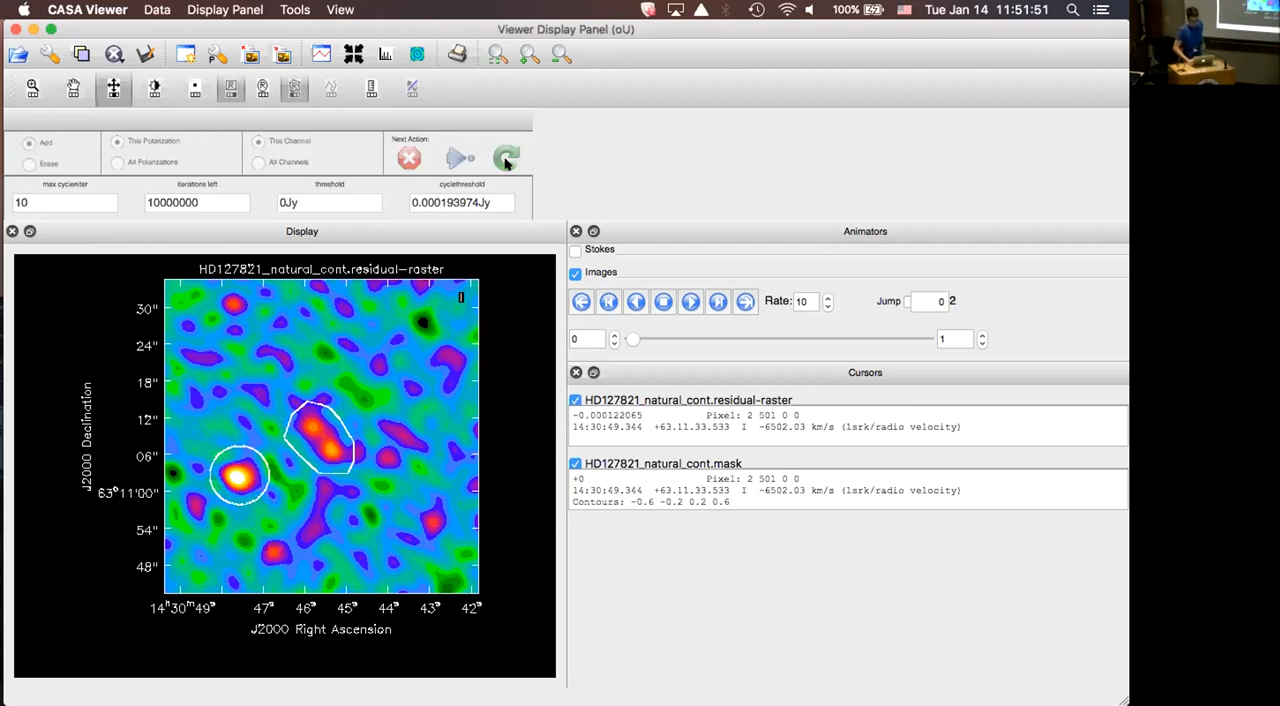 CASA Viewer Data Display Panel Tools View 100% Tue Jan 14 11:51:51
Viewer Display Panel (oU)
Add This Polarization This Channel Next Action:
Erase All Polarizations All Channels
max cycleniter iterations left threshold cyclethreshold
10 10000000 0Jy 0.000193974Jy
Display
HD127821_natural_cont.residual-raster
30"
24"
18"
12"
06"
63°11'00"
54"
48"
J2000 Declination
14ʰ30ᵐ49ˢ 47ˢ 46ˢ 45ˢ 44ˢ 43ˢ 42ˢ
J2000 Right Ascension
Animators
Stokes
Images
Rate: 10 Jump 0 2
0 1
Cursors
HD127821_natural_cont.residual-raster
-0.000122065 Pixel: 2 501 0 0
14:30:49.344 +63.11.33.533 I -6502.03 km/s (lsrk/radio velocity)
HD127821_natural_cont.mask
+0 Pixel: 2 501 0 0
14:30:49.344 +63.11.33.533 I -6502.03 km/s (lsrk/radio velocity)
Contours: -0.6 -0.2 0.2 0.6